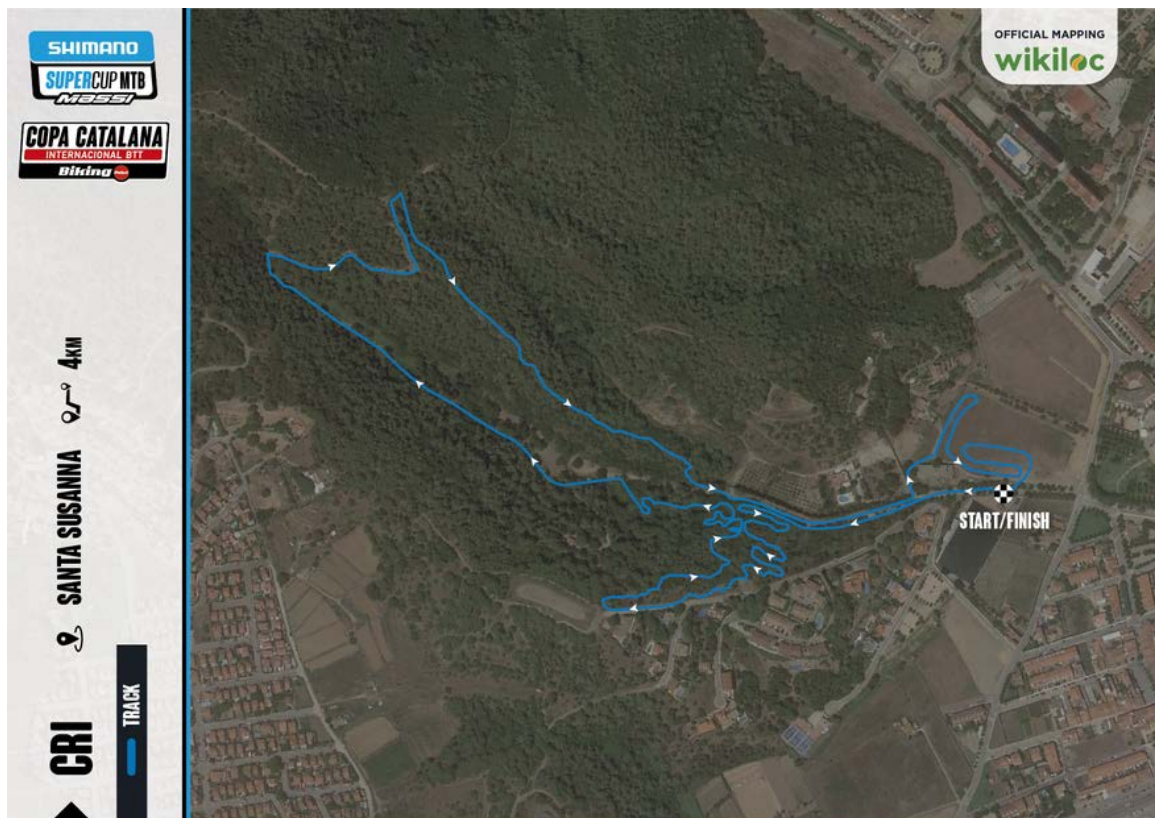 SHIMANO
SUPERCUP MTB
MASSI
COPA CATALANA
INTERNACIONAL BTT
Biking Point
OFFICIAL MAPPING
wikiloc
4KM
SANTA SUSANNA
CRI
TRACK
START/FINISH